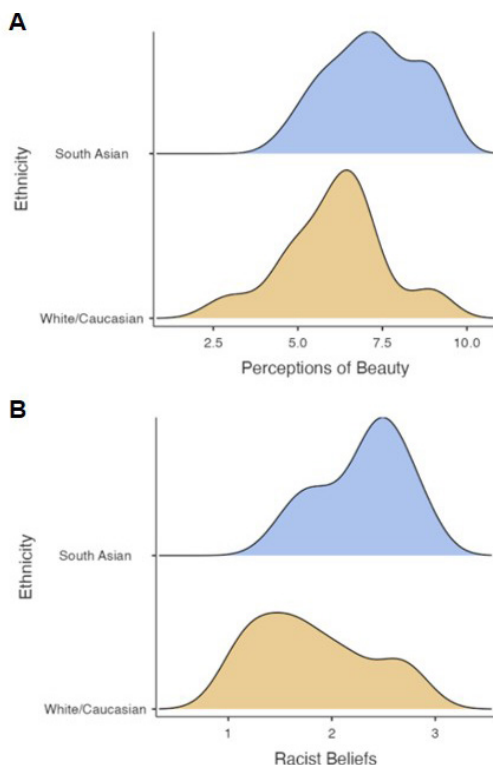 A
Ethnicity
South Asian
White/Caucasian
2.5 5.0 7.5 10.0
Perceptions of Beauty
B
Ethnicity
South Asian
White/Caucasian
1 2 3
Racist Beliefs